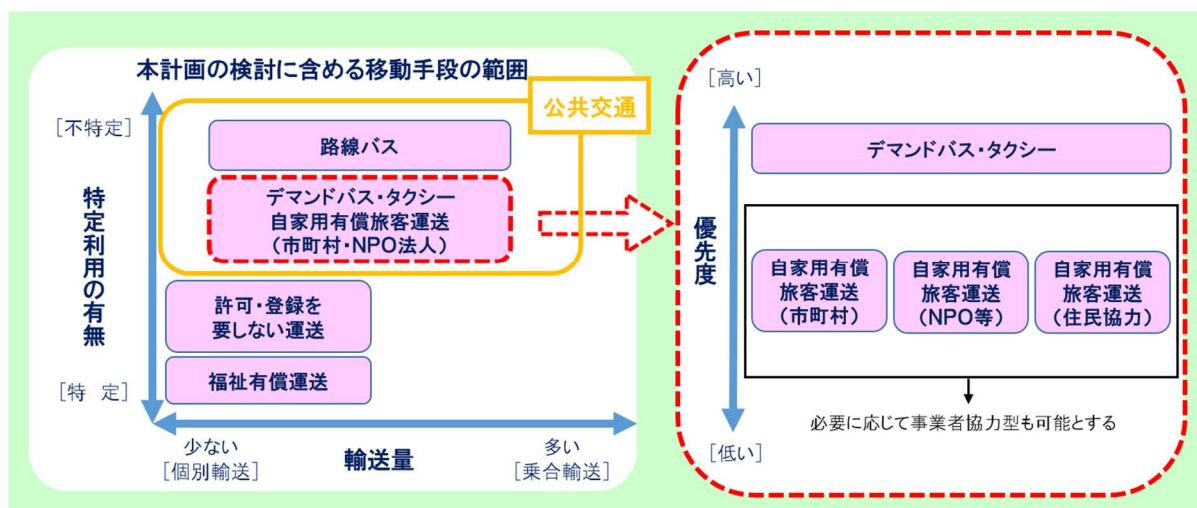 本計画の検討に含める移動手段の範囲
公共交通
[不特定]
特定利用の有無
[特 定]
路線バス
デマンドバス・タクシー
自家用有償旅客運送
(市町村・NPO法人)
許可・登録を
要しない運送
福祉有償運送
少ない
[個別輸送]
輸送量
多い
[乗合輸送]
[高い]
優先度
[低い]
デマンドバス・タクシー
自家用有償
旅客運送
(市町村)
自家用有償
旅客運送
(NPO等)
自家用有償
旅客運送
(住民協力)
必要に応じて事業者協力型も可能とする